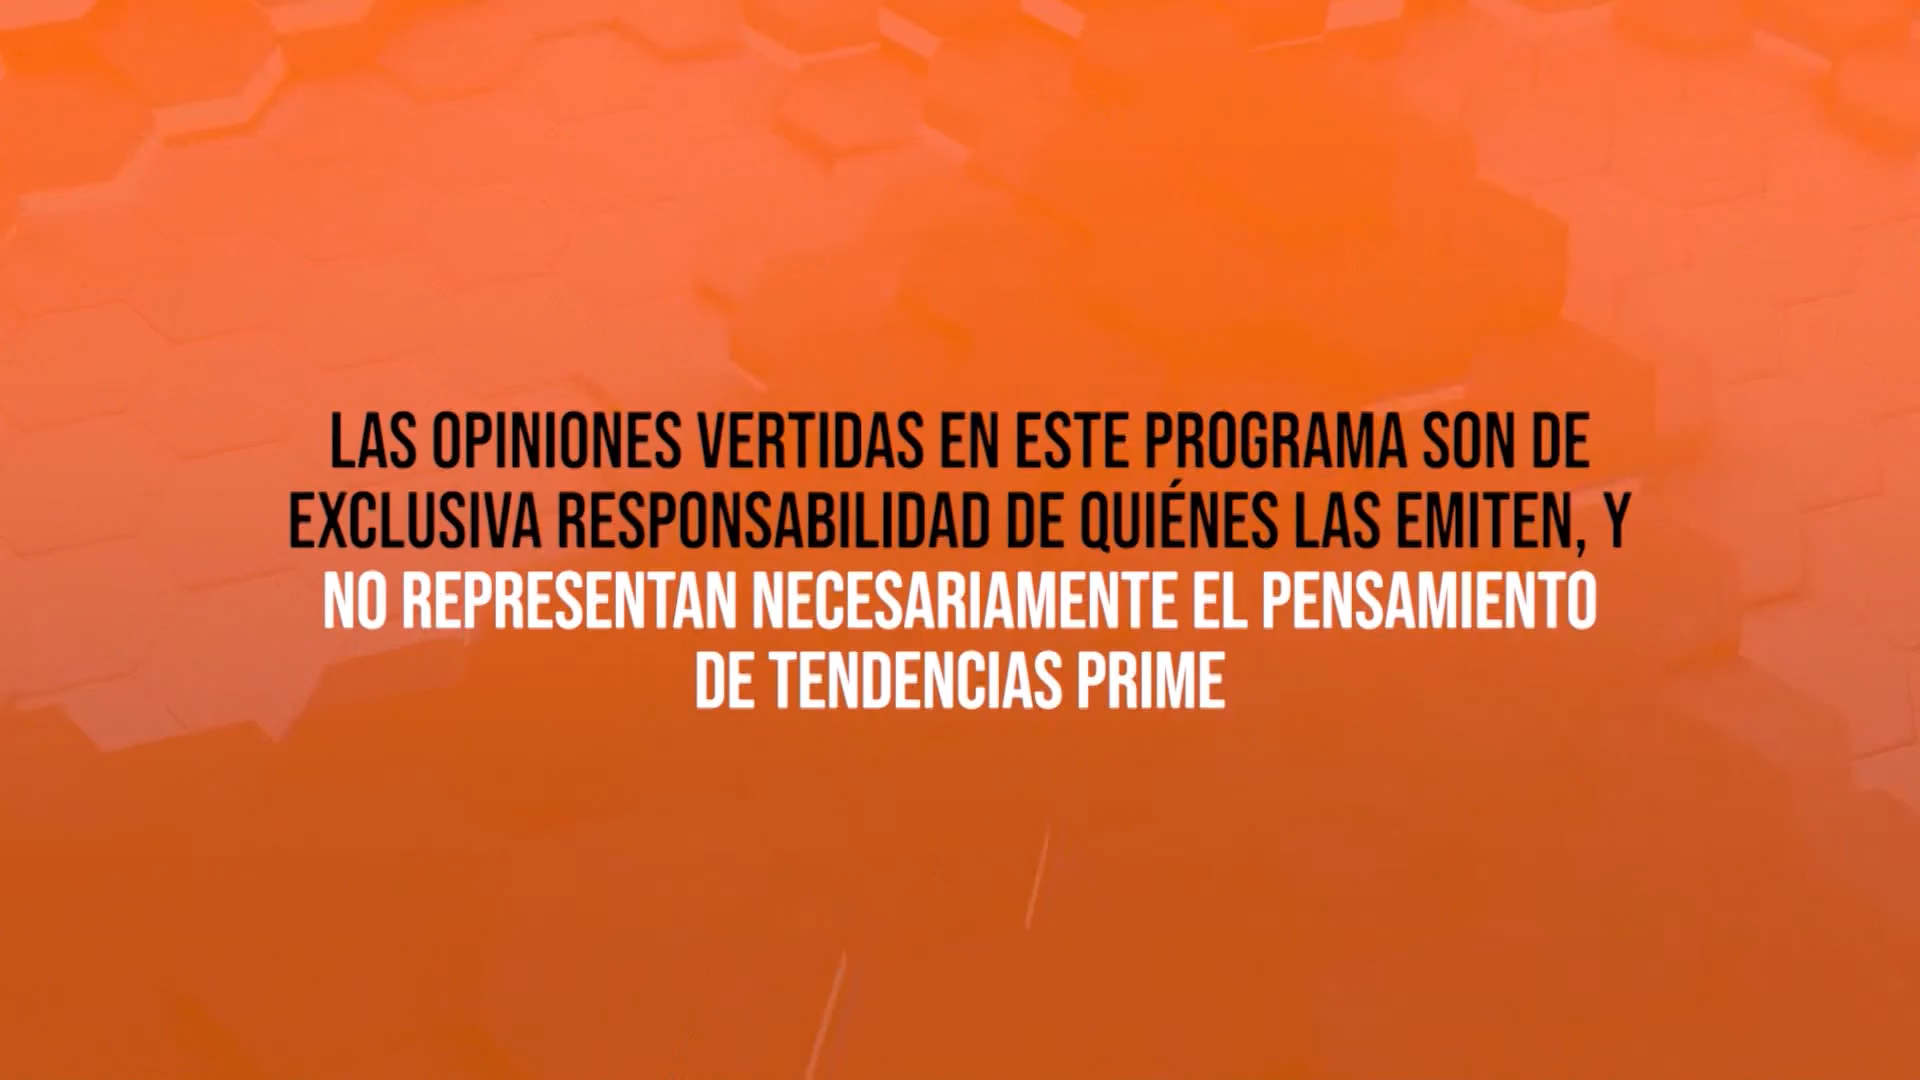 LAS OPINIONES VERTIDAS EN ESTE PROGRAMA SON DE
EXCLUSIVA RESPONSABILIDAD DE QUIÉNES LAS EMITEN, Y
NO REPRESENTAN NECESARIAMENTE EL PENSAMIENTO
DE TENDENCIAS PRIME